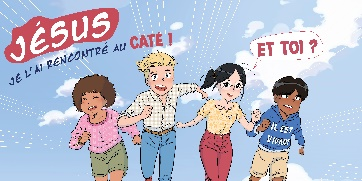 JÉSUS
JE L'AI RENCONTRÉ AU CATÉ !
ET TOI ?
IL EST
VIVANT